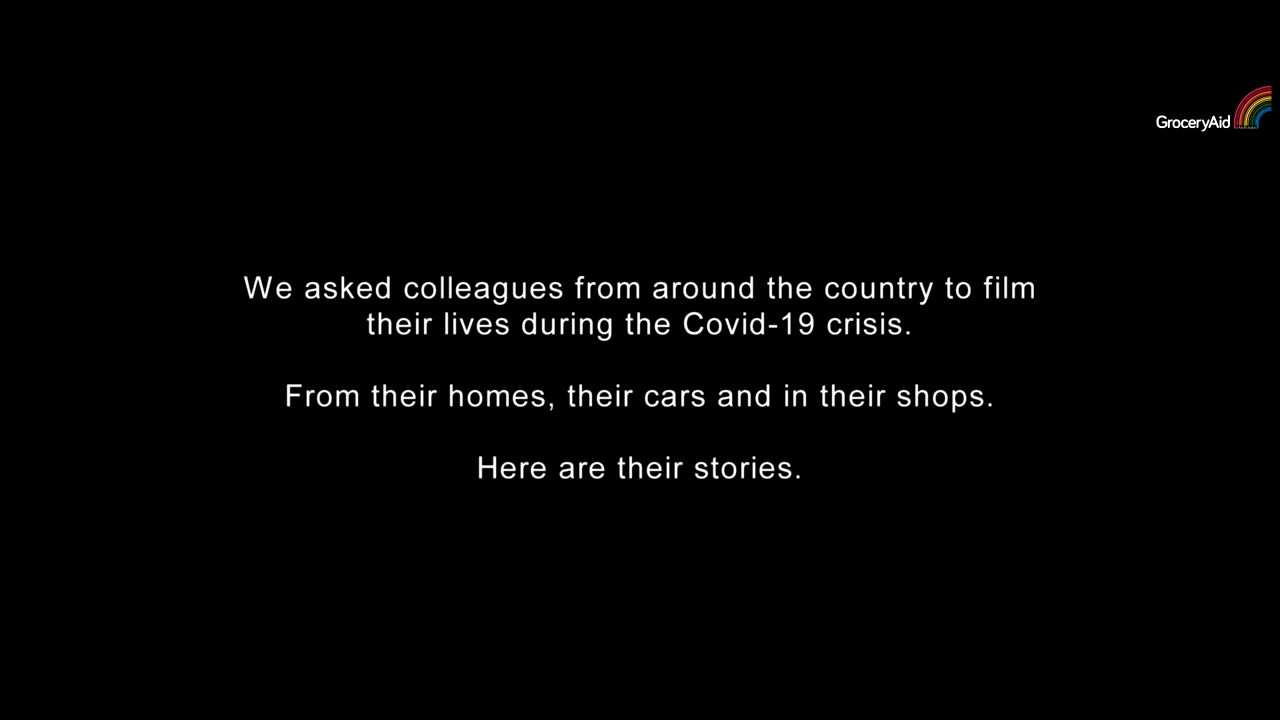 GroceryAid
We asked colleagues from around the country to film
their lives during the Covid-19 crisis.
From their homes, their cars and in their shops.
Here are their stories.